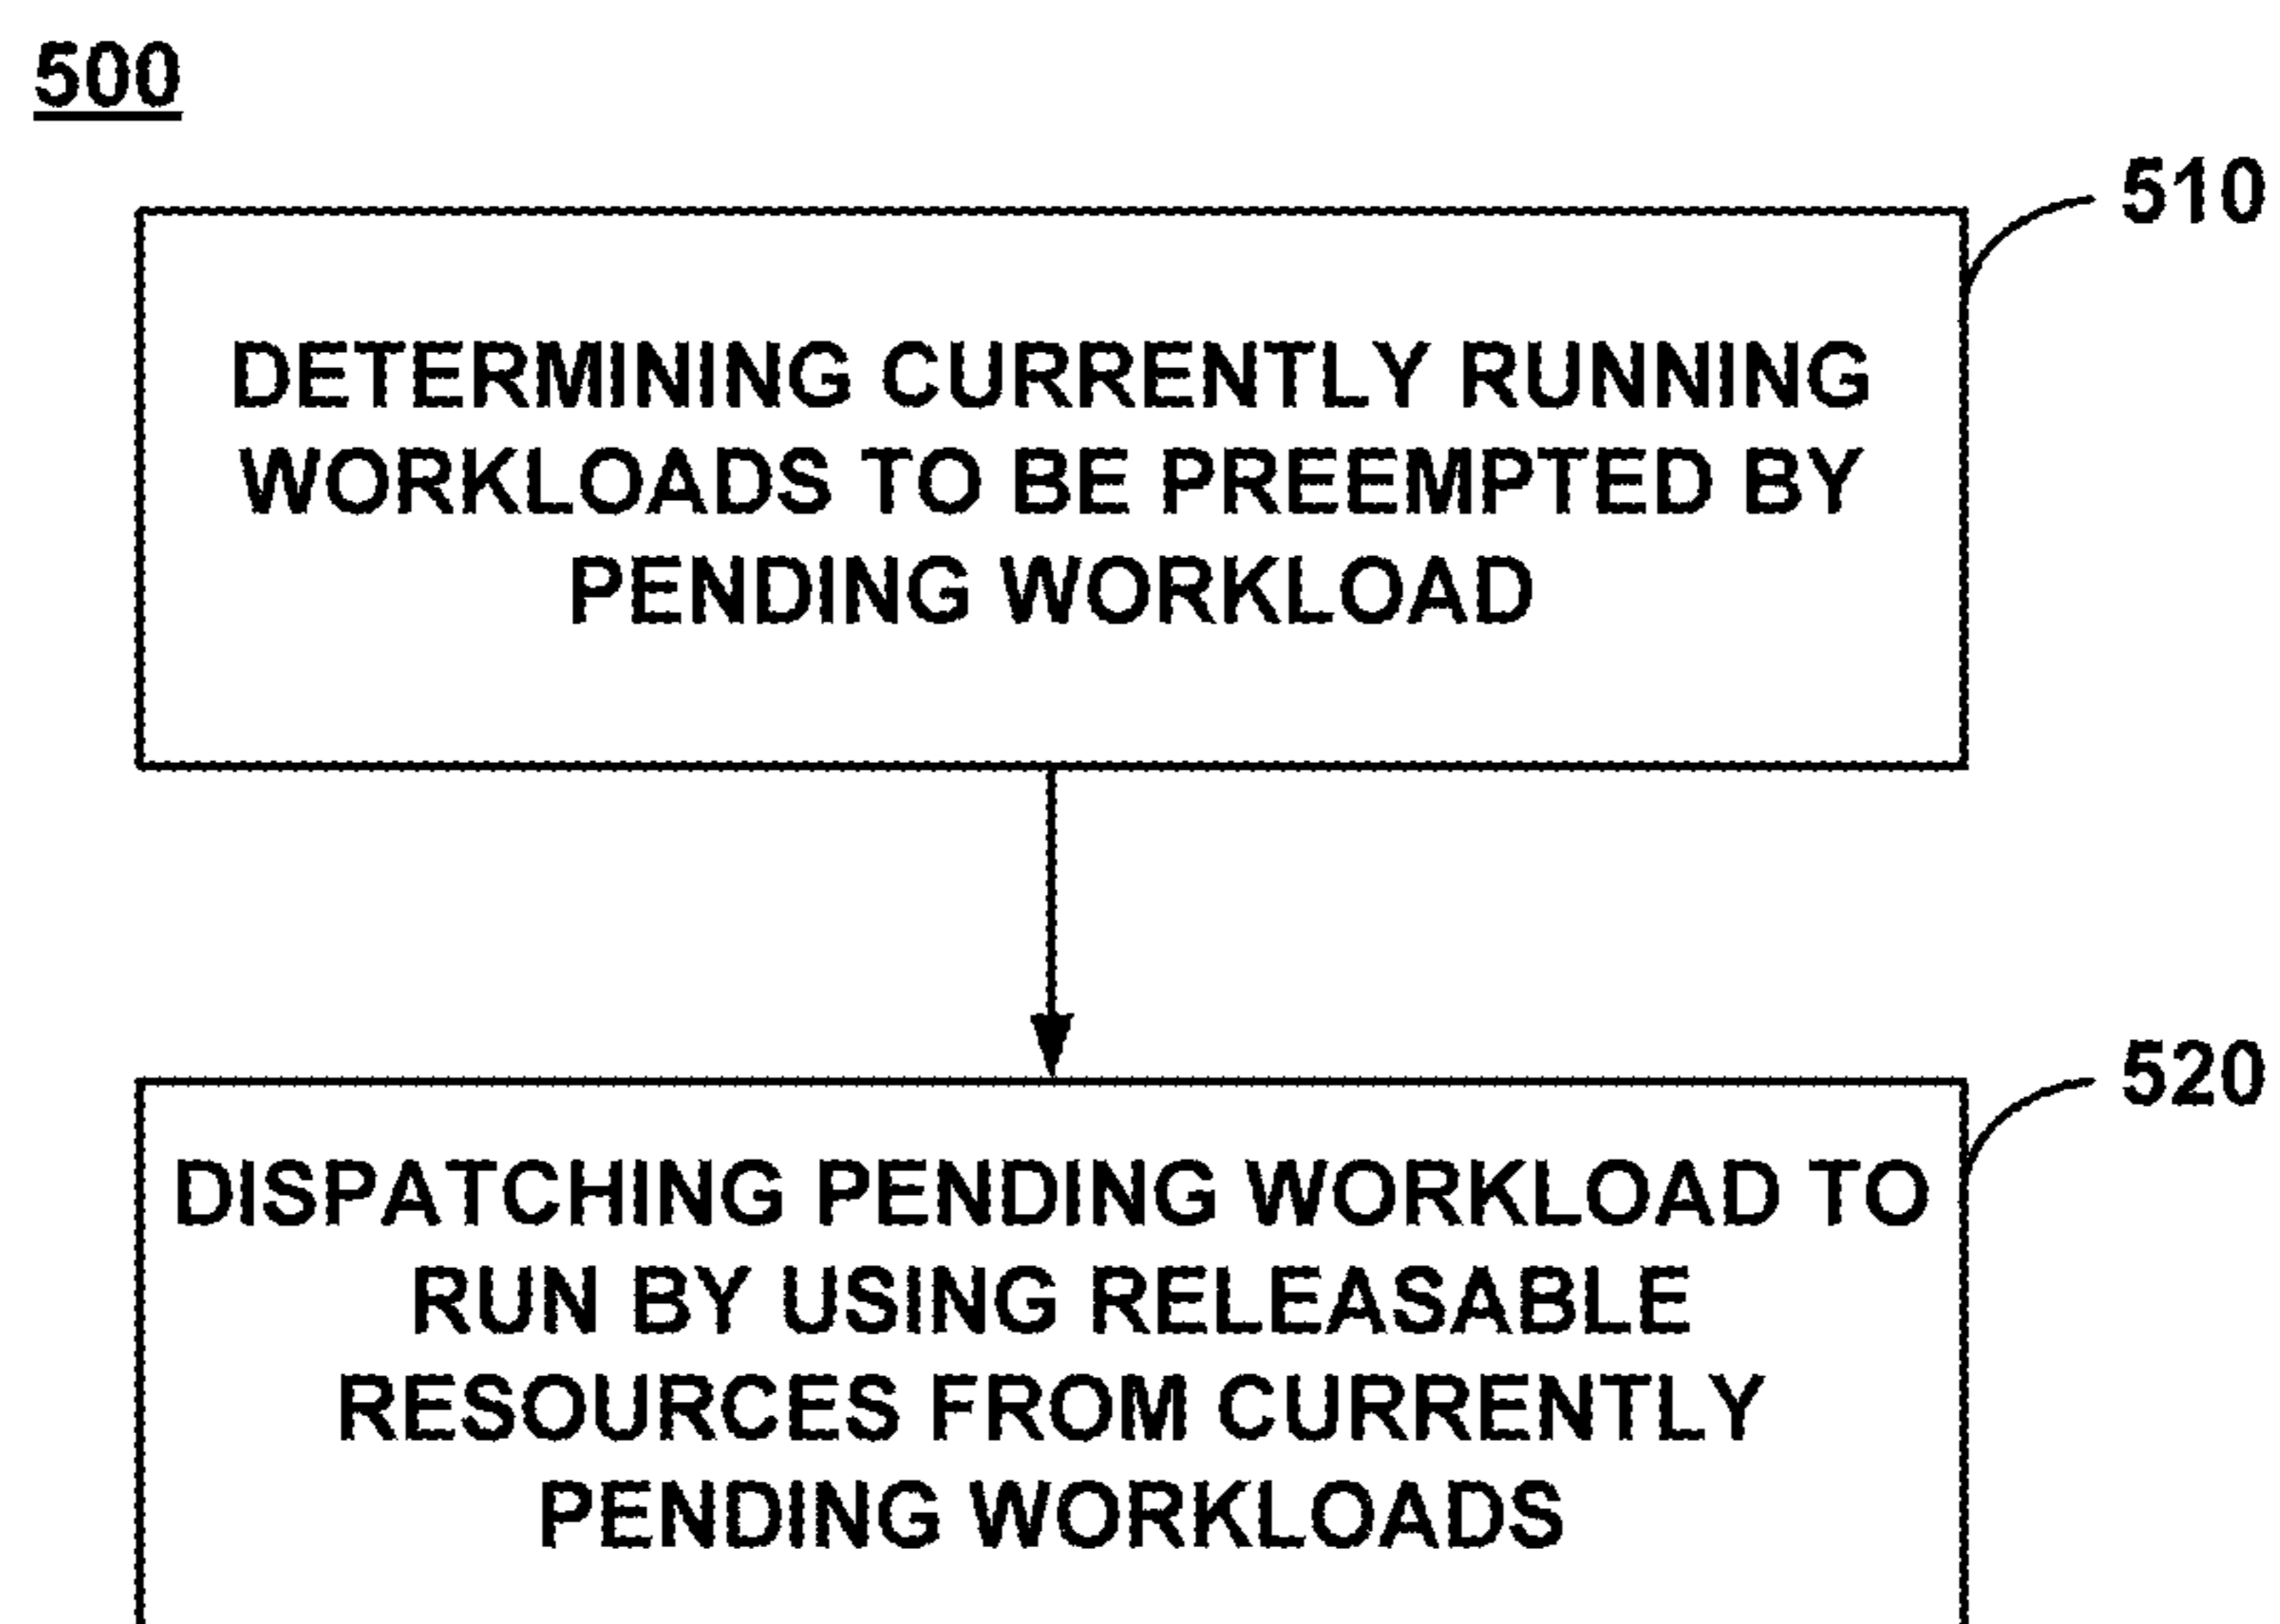 500
510
DETERMINING CURRENTLY RUNNING
WORKLOADS TO BE PREEMPTED BY
PENDING WORKLOAD
520
DISPATCHING PENDING WORKLOAD TO
RUN BY USING RELEASABLE
RESOURCES FROM CURRENTLY
PENDING WORKLOADS